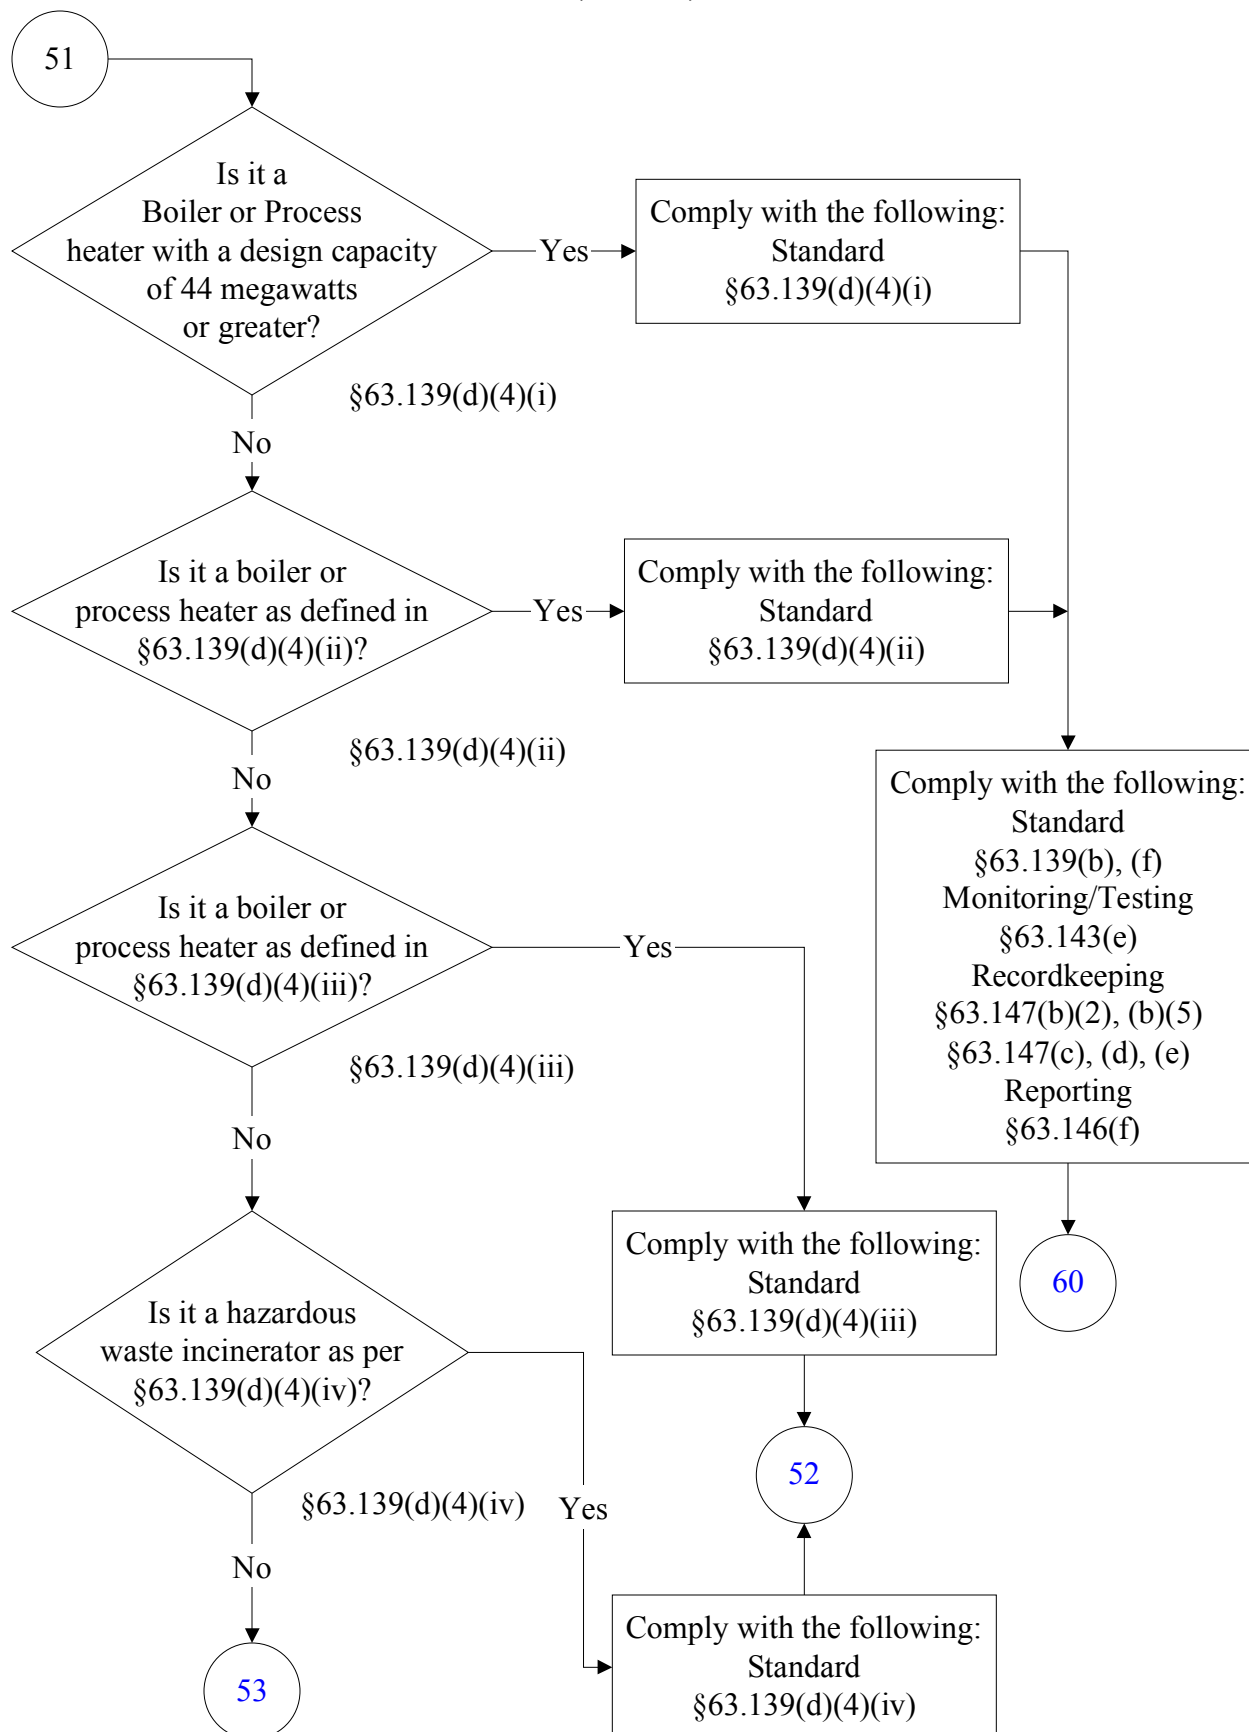 51
Is it a
Boiler or Process
heater with a design capacity
of 44 megawatts
or greater?
Yes
Comply with the following:
Standard
§63.139(d)(4)(i)
§63.139(d)(4)(i)
No
Is it a boiler or
process heater as defined in
§63.139(d)(4)(ii)?
Yes
Comply with the following:
Standard
§63.139(d)(4)(ii)
§63.139(d)(4)(ii)
No
Comply with the following:
Standard
§63.139(b), (f)
Monitoring/Testing
§63.143(e)
Recordkeeping
§63.147(b)(2), (b)(5)
§63.147(c), (d), (e)
Reporting
§63.146(f)
60
Is it a boiler or
process heater as defined in
§63.139(d)(4)(iii)?
Yes
§63.139(d)(4)(iii)
No
Comply with the following:
Standard
§63.139(d)(4)(iii)
52
Is it a hazardous
waste incinerator as per
§63.139(d)(4)(iv)?
§63.139(d)(4)(iv)
Yes
No
53
Comply with the following:
Standard
§63.139(d)(4)(iv)